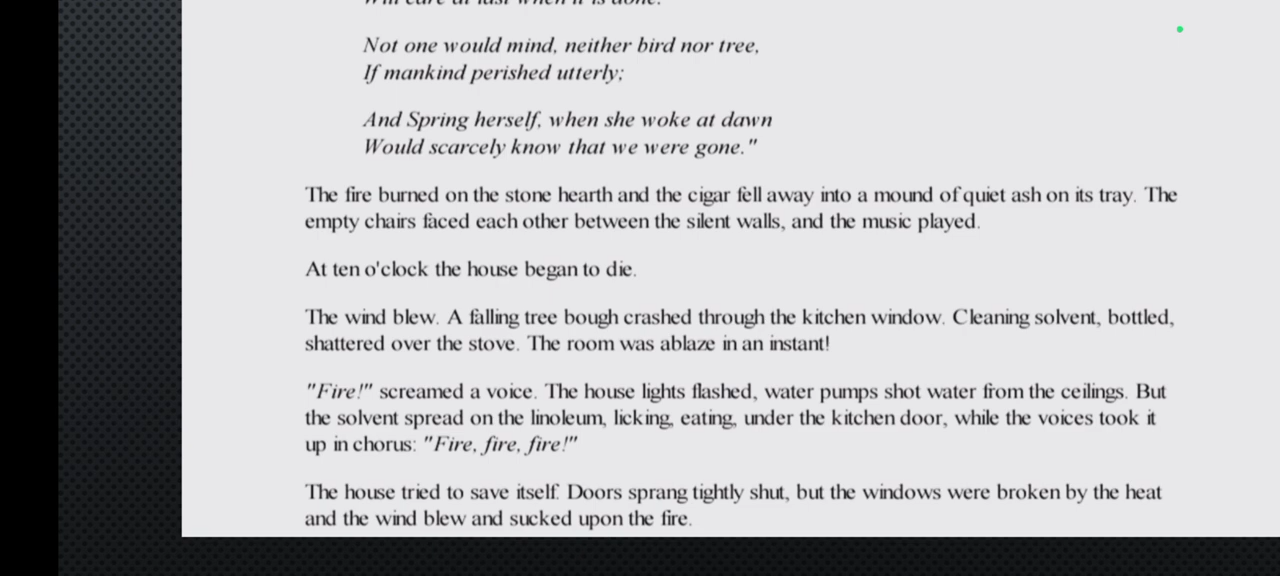 Not one would mind, neither bird nor tree,
If mankind perished utterly;
And Spring herself, when she woke at dawn
Would scarcely know that we were gone."
The fire burned on the stone hearth and the cigar fell away into a mound of quiet ash on its tray. The
empty chairs faced each other between the silent walls, and the music played.
At ten o'clock the house began to die.
The wind blew. A falling tree bough crashed through the kitchen window. Cleaning solvent, bottled,
shattered over the stove. The room was ablaze in an instant!
"Fire!" screamed a voice. The house lights flashed, water pumps shot water from the ceilings. But
the solvent spread on the linoleum, licking, eating, under the kitchen door, while the voices took it
up in chorus: "Fire, fire, fire!"
The house tried to save itself. Doors sprang tightly shut, but the windows were broken by the heat
and the wind blew and sucked upon the fire.